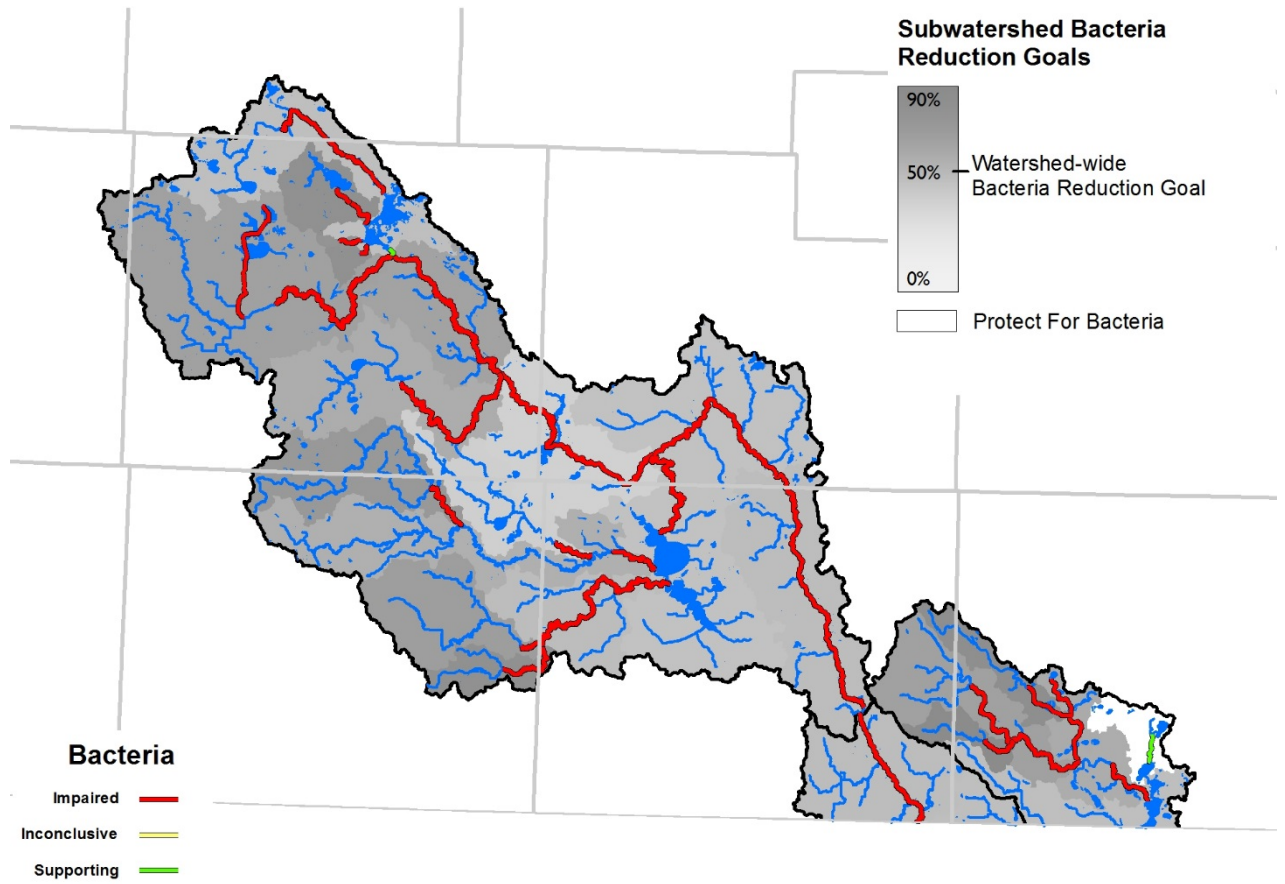 Subwatershed Bacteria
Reduction Goals
90%
50%
Watershed-wide
Bacteria Reduction Goal
0%
Protect For Bacteria
Bacteria
Impaired
Inconclusive
Supporting